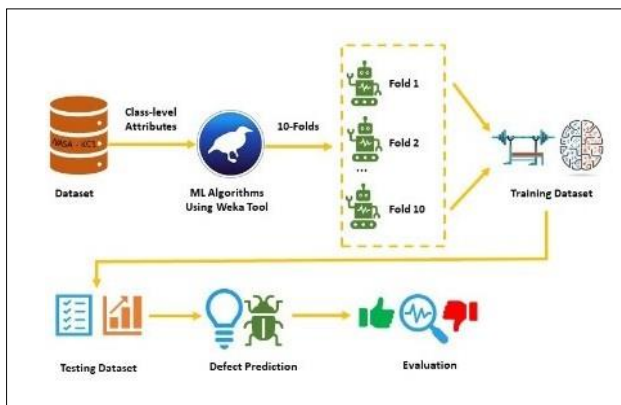 Class-level
Attributes
10-Folds
Fold 1
Fold 2
...
Fold 10
NASA - KC1
Dataset
ML Algorithms
Using Weka Tool
Training Dataset
Testing Dataset
Defect Prediction
Evaluation